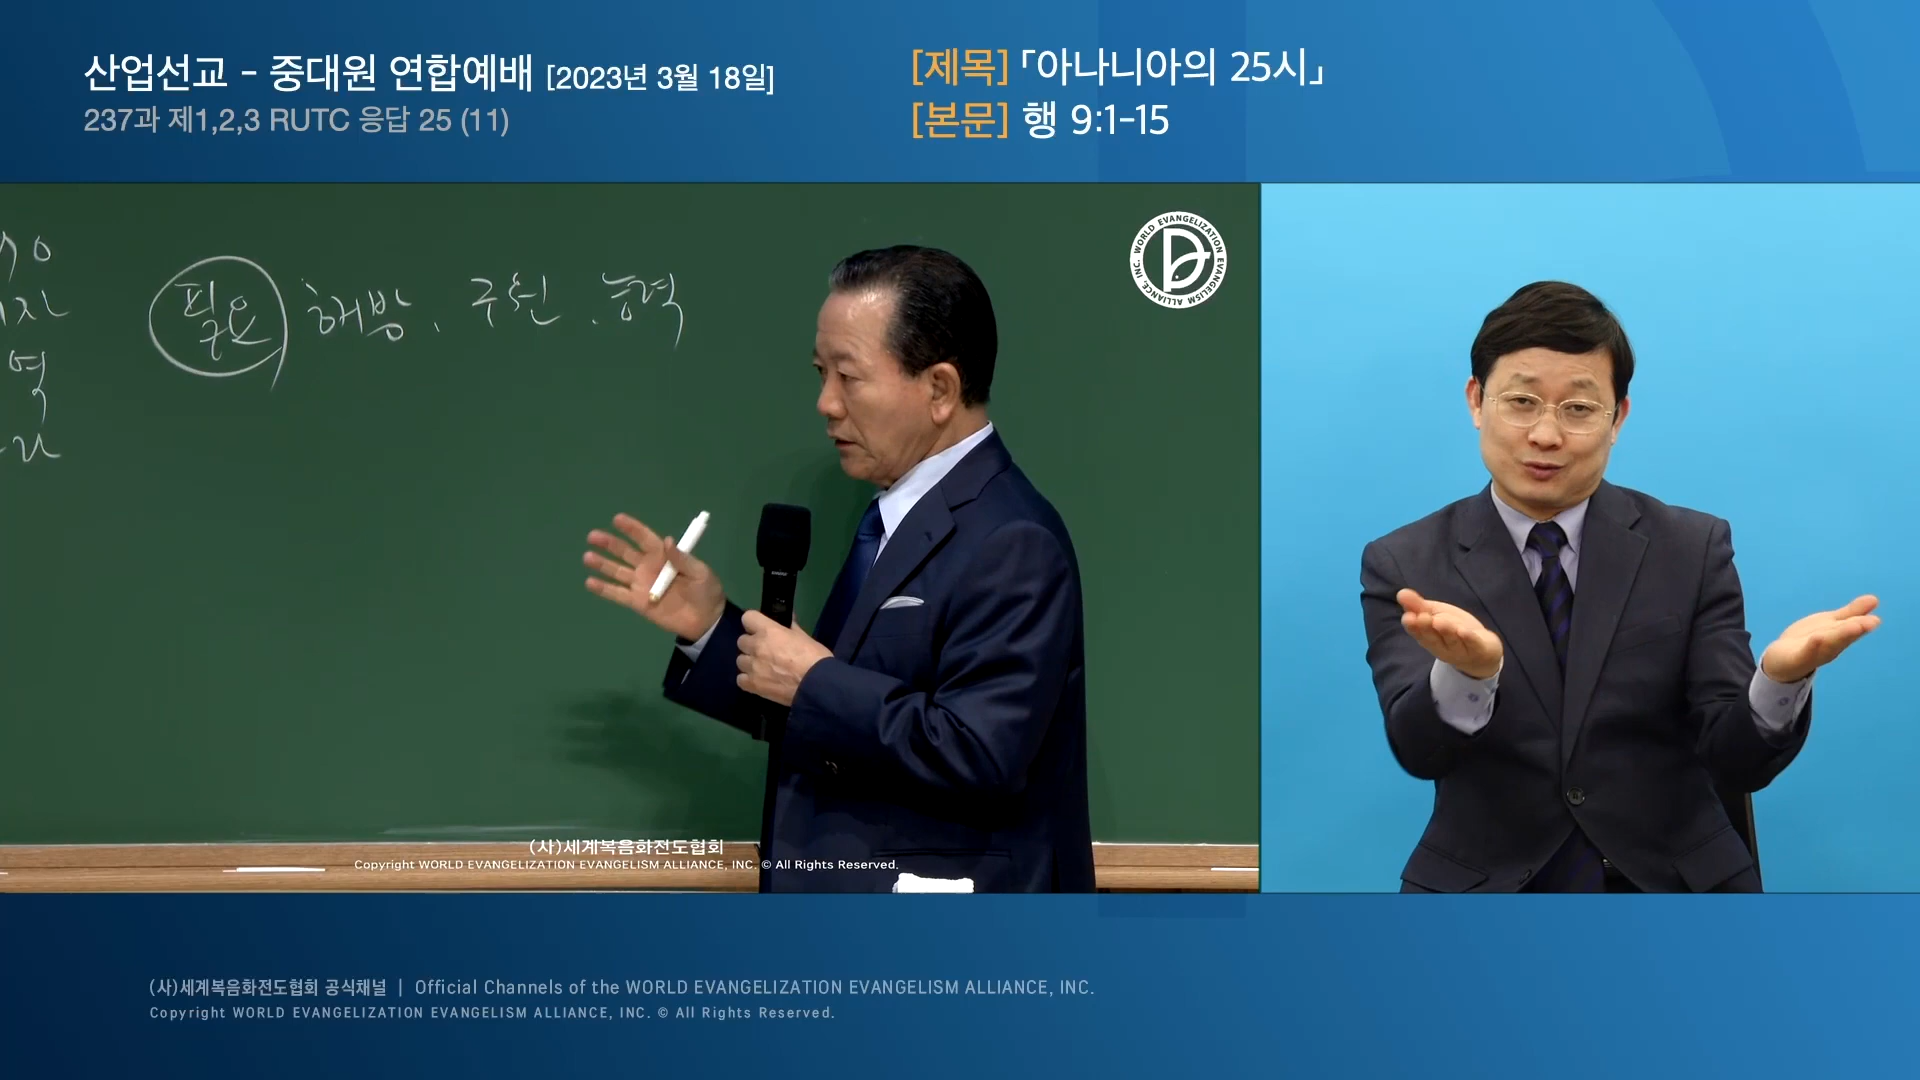 산업선교 - 중대원 연합예배 [2023년 3월 18일]
237과 제1,2,3 RUTC 응답 25 (11)
[제목] 「아나니아의 25시」
[본문] 행 9:1-15
필요 해방, 구원, 능력
WORLD EVANGELIZATION EVANGELISM ALLIANCE, INC.
(사)세계복음화전도협회
Copyright WORLD EVANGELIZATION EVANGELISM ALLIANCE, INC. © All Rights Reserved.
(사)세계복음화전도협회 공식채널 | Official Channels of the WORLD EVANGELIZATION EVANGELISM ALLIANCE, INC.
Copyright WORLD EVANGELIZATION EVANGELISM ALLIANCE, INC. © All Rights Reserved.